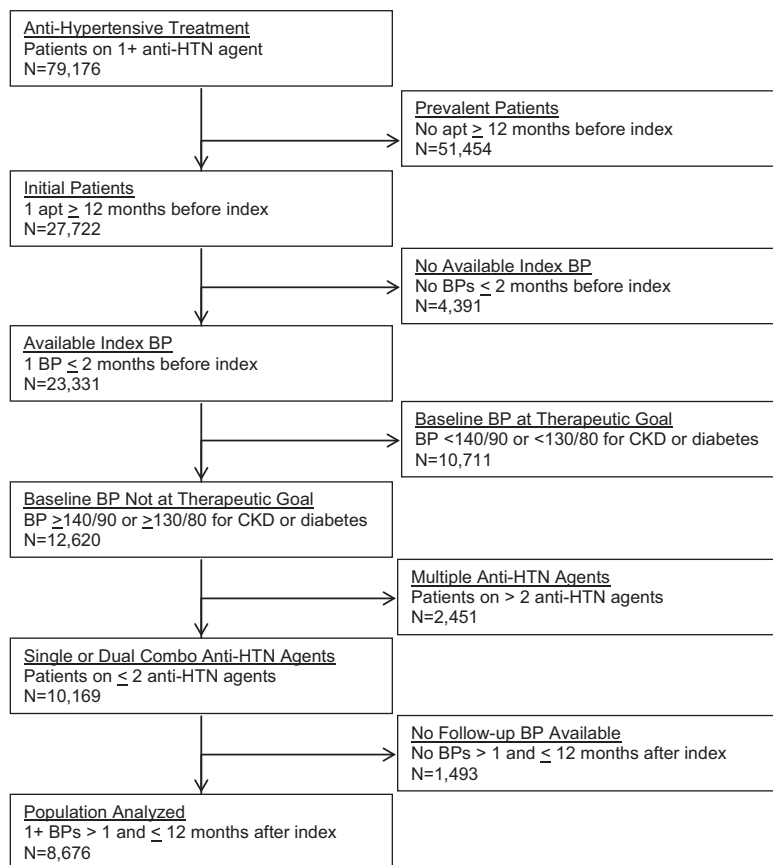 Anti-Hypertensive Treatment
Patients on 1+ anti-HTN agent
N=79,176
Prevalent Patients
No apt ≥ 12 months before index
N=51,454
Initial Patients
1 apt ≥ 12 months before index
N=27,722
No Available Index BP
No BPs ≤ 2 months before index
N=4,391
Available Index BP
1 BP ≤ 2 months before index
N=23,331
Baseline BP at Therapeutic Goal
BP <140/90 or <130/80 for CKD or diabetes
N=10,711
Baseline BP Not at Therapeutic Goal
BP ≥140/90 or ≥130/80 for CKD or diabetes
N=12,620
Multiple Anti-HTN Agents
Patients on > 2 anti-HTN agents
N=2,451
Single or Dual Combo Anti-HTN Agents
Patients on ≤ 2 anti-HTN agents
N=10,169
No Follow-up BP Available
No BPs > 1 and ≤ 12 months after index
N=1,493
Population Analyzed
1+ BPs > 1 and ≤ 12 months after index
N=8,676